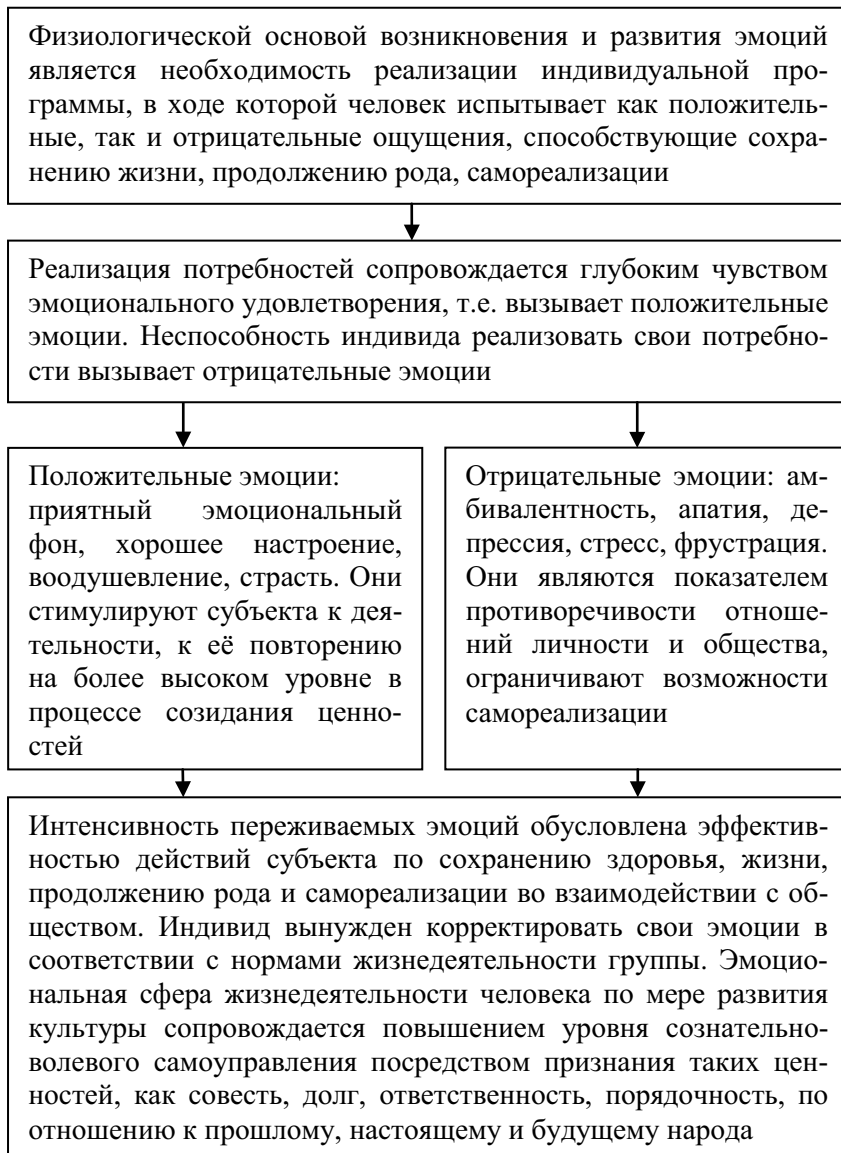 Физиологической основой возникновения и развития эмоций
является необходимость реализации индивидуальной про-
граммы, в ходе которой человек испытывает как положитель-
ные, так и отрицательные ощущения, способствующие сохра-
нению жизни, продолжению рода, самореализации
Реализация потребностей сопровождается глубоким чувством
эмоционального удовлетворения, т.е. вызывает положительные
эмоции. Неспособность индивида реализовать свои потребно-
сти вызывает отрицательные эмоции
Положительные эмоции:
приятный эмоциональный
фон, хорошее настроение,
воодушевление, страсть. Они
стимулируют субъекта к дея-
тельности, к её повторению
на более высоком уровне в
процессе созидания ценно-
стей
Отрицательные эмоции: ам-
бивалентность, апатия, де-
прессия, стресс, фрустрация.
Они являются показателем
противоречивости отноше-
ний личности и общества,
ограничивают возможности
самореализации
Интенсивность переживаемых эмоций обусловлена эффектив-
ностью действий субъекта по сохранению здоровья, жизни,
продолжению рода и самореализации во взаимодействии с об-
ществом. Индивид вынужден корректировать свои эмоции в
соответствии с нормами жизнедеятельности группы. Эмоцио-
нальная сфера жизнедеятельности человека по мере развития
культуры сопровождается повышением уровня сознательно-
волевого самоуправления посредством признания таких цен-
ностей, как совесть, долг, ответственность, порядочность, по
отношению к прошлому, настоящему и будущему народа